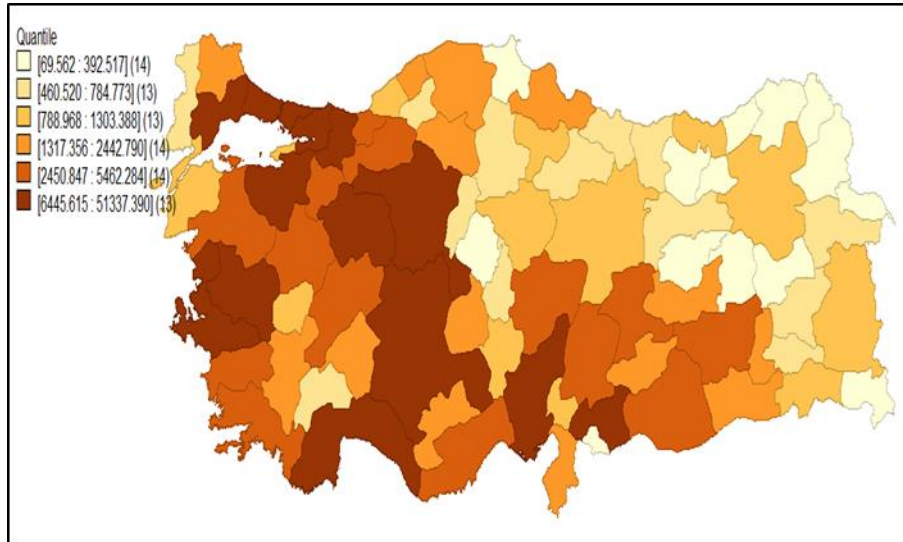 Quantile
[69.562 : 392.517] (14)
[460.520 : 784.773] (13)
[788.968 : 1303.388] (13)
[1317.356 : 2442.790] (14)
[2450.847 : 5462.284] (14)
[6445.615 : 51337.390] (13)